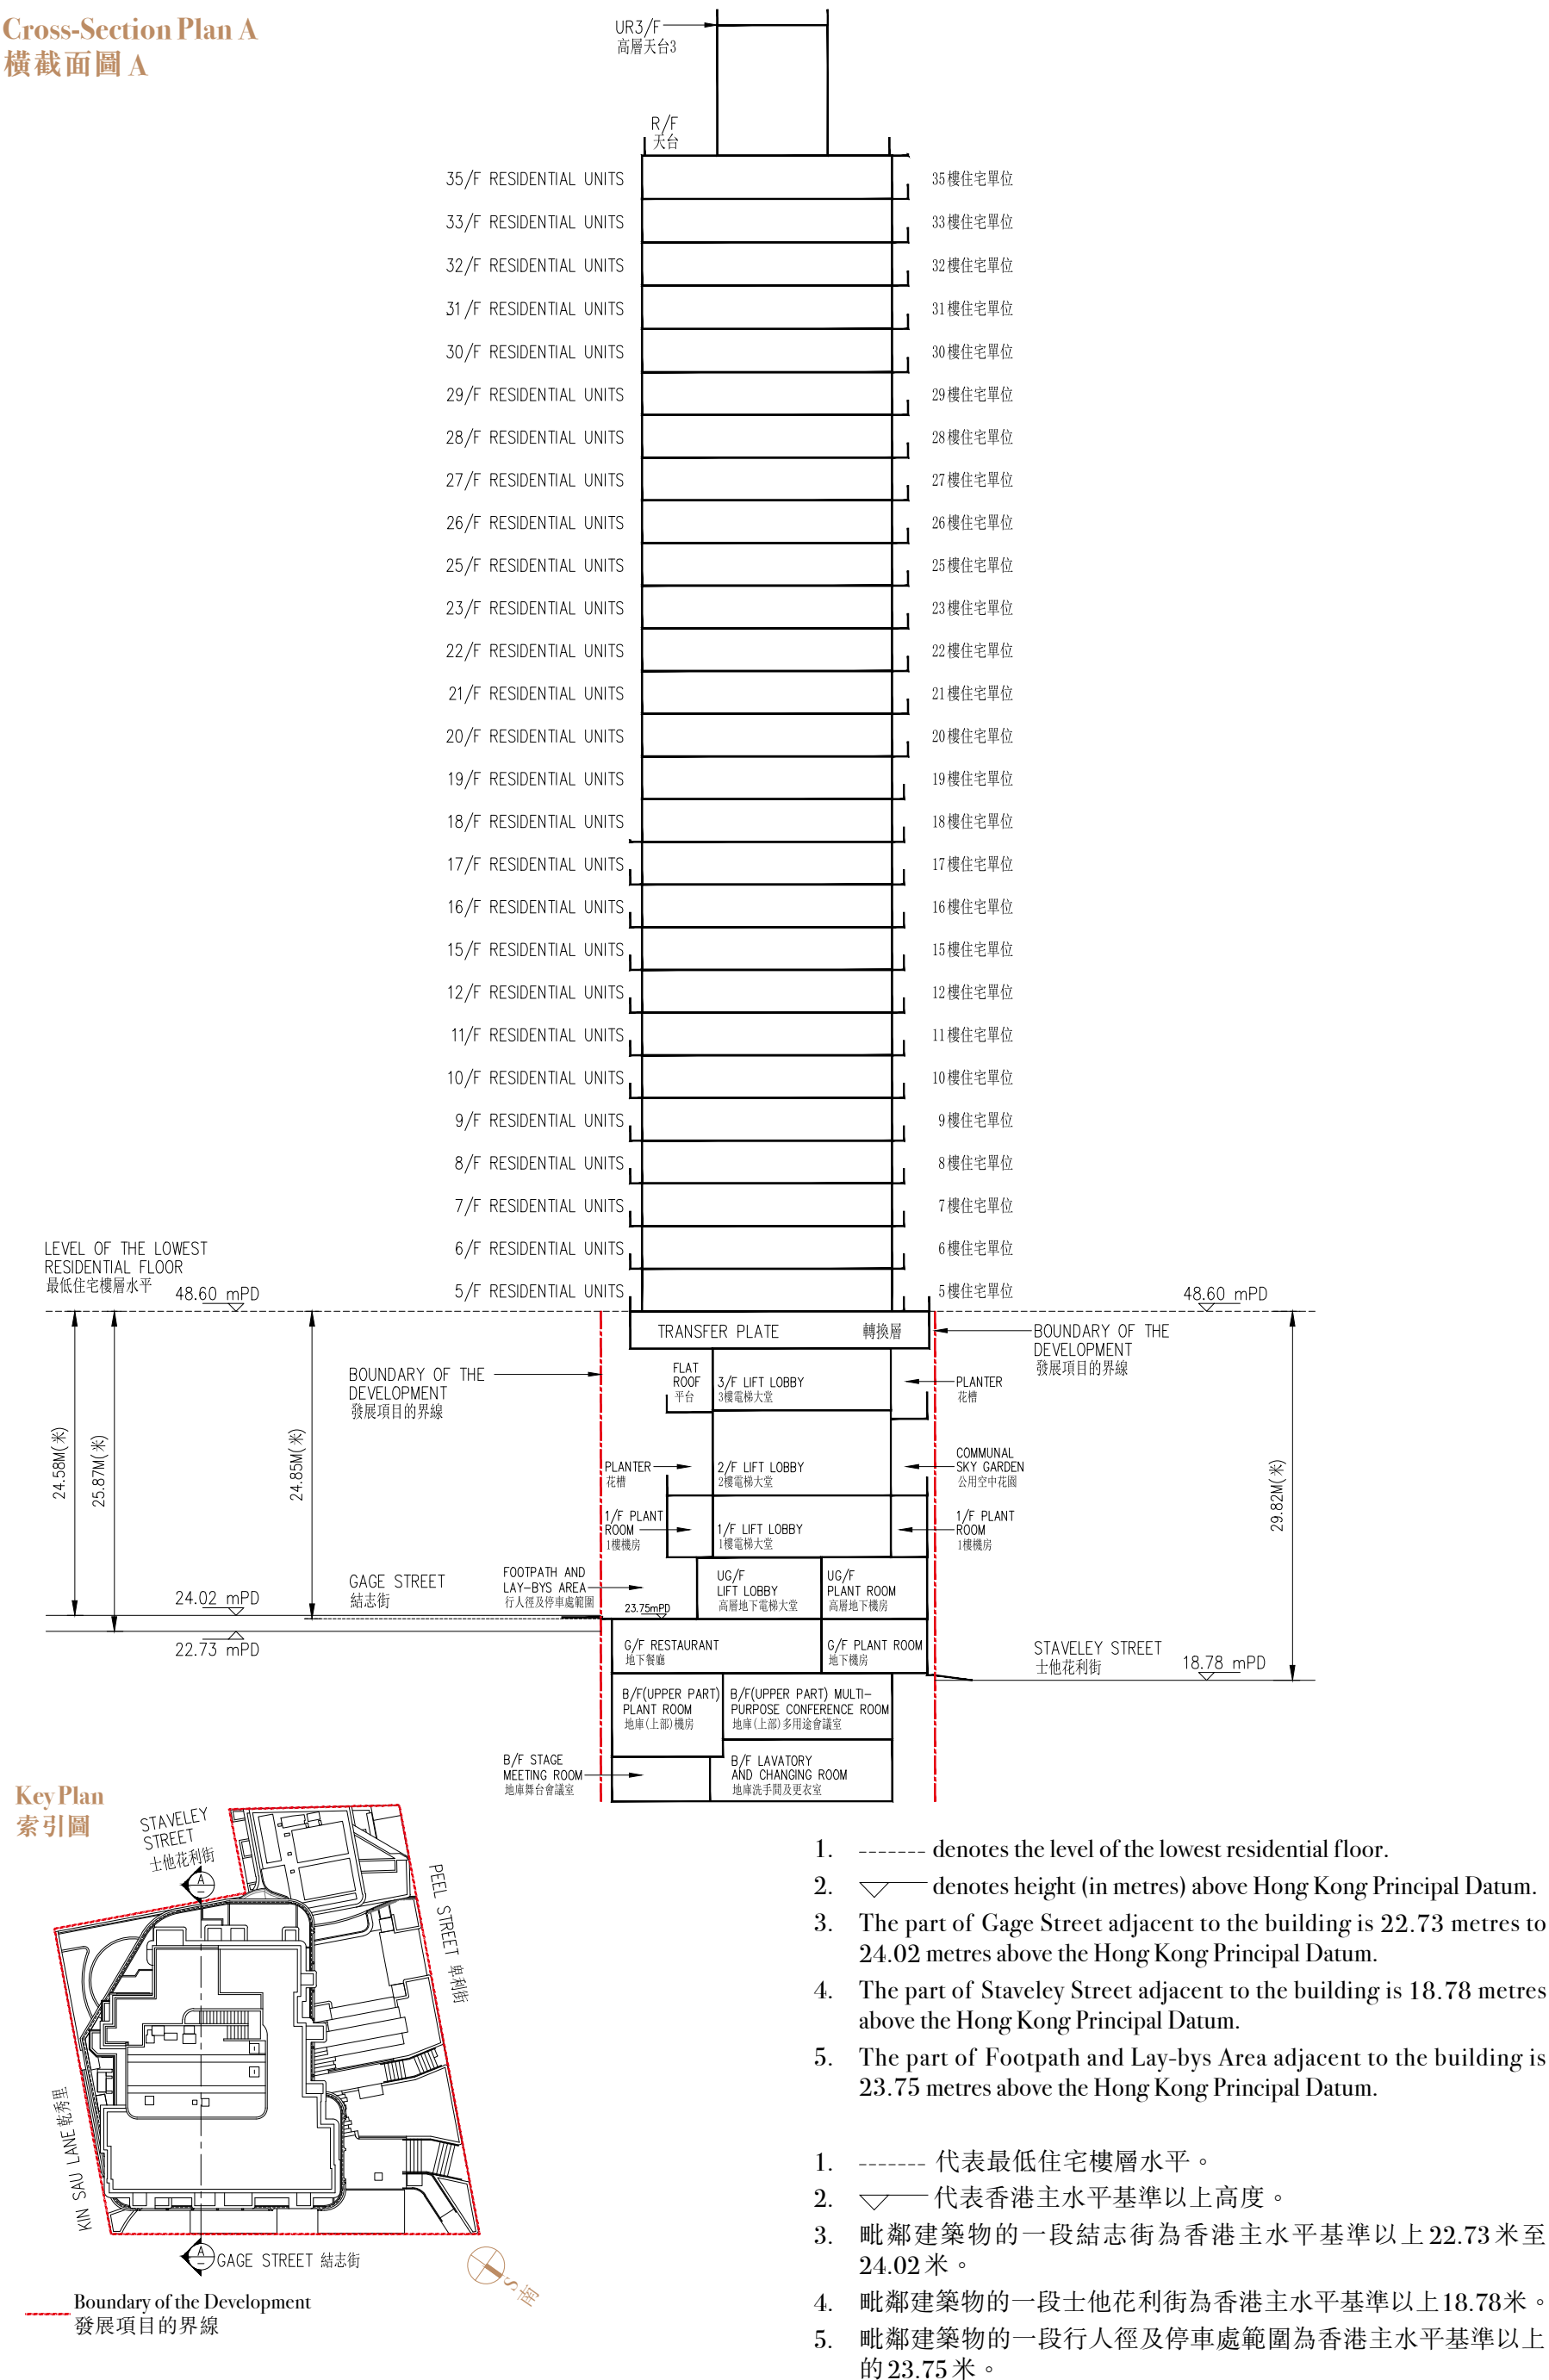 Cross-Section Plan A
橫截面圖 A
UR3/F
高層天台3
R/F
天台
35/F RESIDENTIAL UNITS 35樓住宅單位
33/F RESIDENTIAL UNITS 33樓住宅單位
32/F RESIDENTIAL UNITS 32樓住宅單位
31/F RESIDENTIAL UNITS 31樓住宅單位
30/F RESIDENTIAL UNITS 30樓住宅單位
29/F RESIDENTIAL UNITS 29樓住宅單位
28/F RESIDENTIAL UNITS 28樓住宅單位
27/F RESIDENTIAL UNITS 27樓住宅單位
26/F RESIDENTIAL UNITS 26樓住宅單位
25/F RESIDENTIAL UNITS 25樓住宅單位
23/F RESIDENTIAL UNITS 23樓住宅單位
22/F RESIDENTIAL UNITS 22樓住宅單位
21/F RESIDENTIAL UNITS 21樓住宅單位
20/F RESIDENTIAL UNITS 20樓住宅單位
19/F RESIDENTIAL UNITS 19樓住宅單位
18/F RESIDENTIAL UNITS 18樓住宅單位
17/F RESIDENTIAL UNITS 17樓住宅單位
16/F RESIDENTIAL UNITS 16樓住宅單位
15/F RESIDENTIAL UNITS 15樓住宅單位
12/F RESIDENTIAL UNITS 12樓住宅單位
11/F RESIDENTIAL UNITS 11樓住宅單位
10/F RESIDENTIAL UNITS 10樓住宅單位
9/F RESIDENTIAL UNITS 9樓住宅單位
8/F RESIDENTIAL UNITS 8樓住宅單位
7/F RESIDENTIAL UNITS 7樓住宅單位
6/F RESIDENTIAL UNITS 6樓住宅單位
5/F RESIDENTIAL UNITS 5樓住宅單位
LEVEL OF THE LOWEST
RESIDENTIAL FLOOR
最低住宅樓層水平
48.60 mPD
48.60 mPD
TRANSFER PLATE 轉換層
BOUNDARY OF THE
DEVELOPMENT
發展項目的界線
BOUNDARY OF THE
DEVELOPMENT
發展項目的界線
FLAT
ROOF
平台
3/F LIFT LOBBY
3樓電梯大堂
PLANTER
花槽
24.58M(米)
25.87M(米)
24.85M(米)
29.82M(米)
PLANTER
花槽
2/F LIFT LOBBY
2樓電梯大堂
COMMUNAL
SKY GARDEN
公用空中花園
1/F PLANT
ROOM
1樓機房
1/F LIFT LOBBY
1樓電梯大堂
1/F PLANT
ROOM
1樓機房
GAGE STREET
結志街
FOOTPATH AND
LAY-BYS AREA
行人徑及停車處範圍
UG/F
LIFT LOBBY
高層地下電梯大堂
UG/F
PLANT ROOM
高層地下機房
24.02 mPD
23.75mPD
22.73 mPD
G/F RESTAURANT
地下餐廳
G/F PLANT ROOM
地下機房
STAVELEY STREET
士他花利街
18.78 mPD
B/F(UPPER PART)
PLANT ROOM
地庫(上部)機房
B/F(UPPER PART) MULTI-
PURPOSE CONFERENCE ROOM
地庫(上部)多用途會議室
B/F STAGE
MEETING ROOM
地庫舞台會議室
B/F LAVATORY
AND CHANGING ROOM
地庫洗手間及更衣室
Key Plan
索引圖
STAVELEY
STREET
士他花利街
A
PEEL STREET 卑利街
KIN SAU LANE 乾秀里
A
GAGE STREET 結志街
S 南
Boundary of the Development
發展項目的界線
1. ------- denotes the level of the lowest residential floor.
2. denotes height (in metres) above Hong Kong Principal Datum.
3. The part of Gage Street adjacent to the building is 22.73 metres to
24.02 metres above the Hong Kong Principal Datum.
4. The part of Staveley Street adjacent to the building is 18.78 metres
above the Hong Kong Principal Datum.
5. The part of Footpath and Lay-bys Area adjacent to the building is
23.75 metres above the Hong Kong Principal Datum.
1. ------- 代表最低住宅樓層水平。
2. 代表香港主水平基準以上高度。
3. 毗鄰建築物的一段結志街為香港主水平基準以上22.73米至
24.02米。
4. 毗鄰建築物的一段士他花利街為香港主水平基準以上18.78米。
5. 毗鄰建築物的一段行人徑及停車處範圍為香港主水平基準以上
的23.75米。